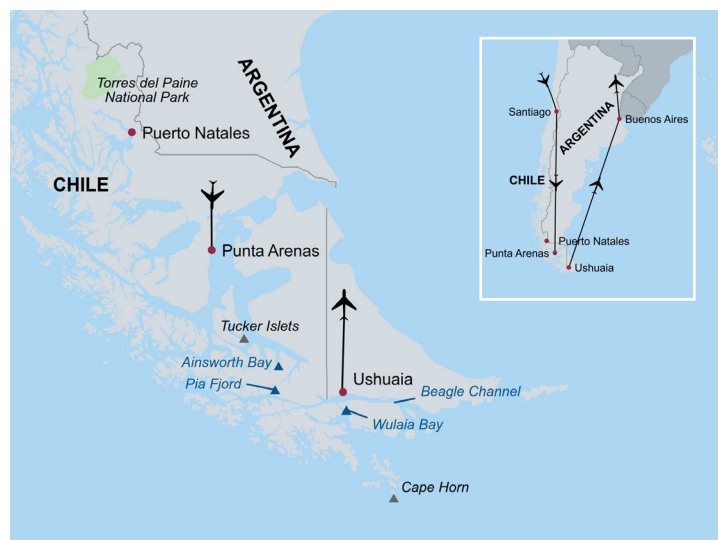 Torres del Paine
National Park
ARGENTINA
Puerto Natales
CHILE
Punta Arenas
Tucker Islets
Ainsworth Bay
Pia Fjord
Ushuaia
Beagle Channel
Wulaia Bay
Cape Horn
Santiago
Buenos Aires
ARGENTINA
CHILE
Puerto Natales
Punta Arenas
Ushuaia